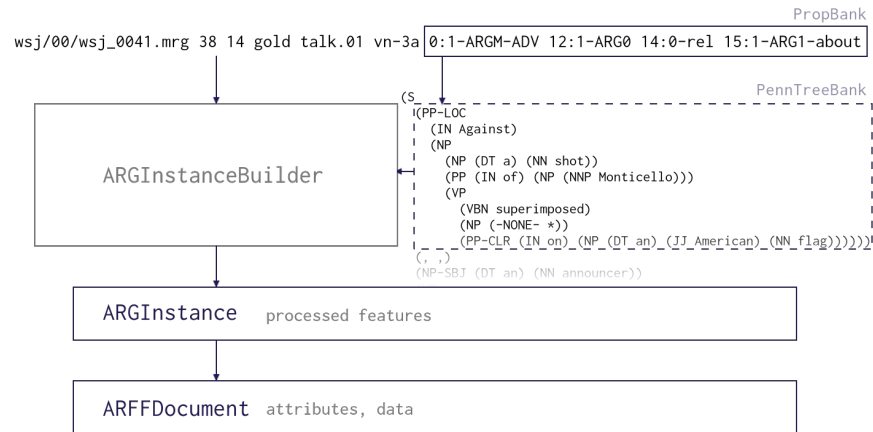 PropBank
wsj/00/wsj_0041.mrg 38 14 gold talk.01 vn-3a 0:1-ARGM-ADV 12:1-ARG0 14:0-rel 15:1-ARG1-about
PennTreeBank
(S
(PP-LOC
(IN Against)
(NP
(NP (DT a) (NN shot))
(PP (IN of) (NP (NNP Monticello)))
(VP
(VBN superimposed)
(NP (-NONE- *))
(PP-CLR (IN on) (NP (DT an) (JJ American) (NN flag))))))
(, ,)
(NP-SBJ (DT an) (NN announcer))
ARGInstanceBuilder
ARGInstance processed features
ARFFDocument attributes, data